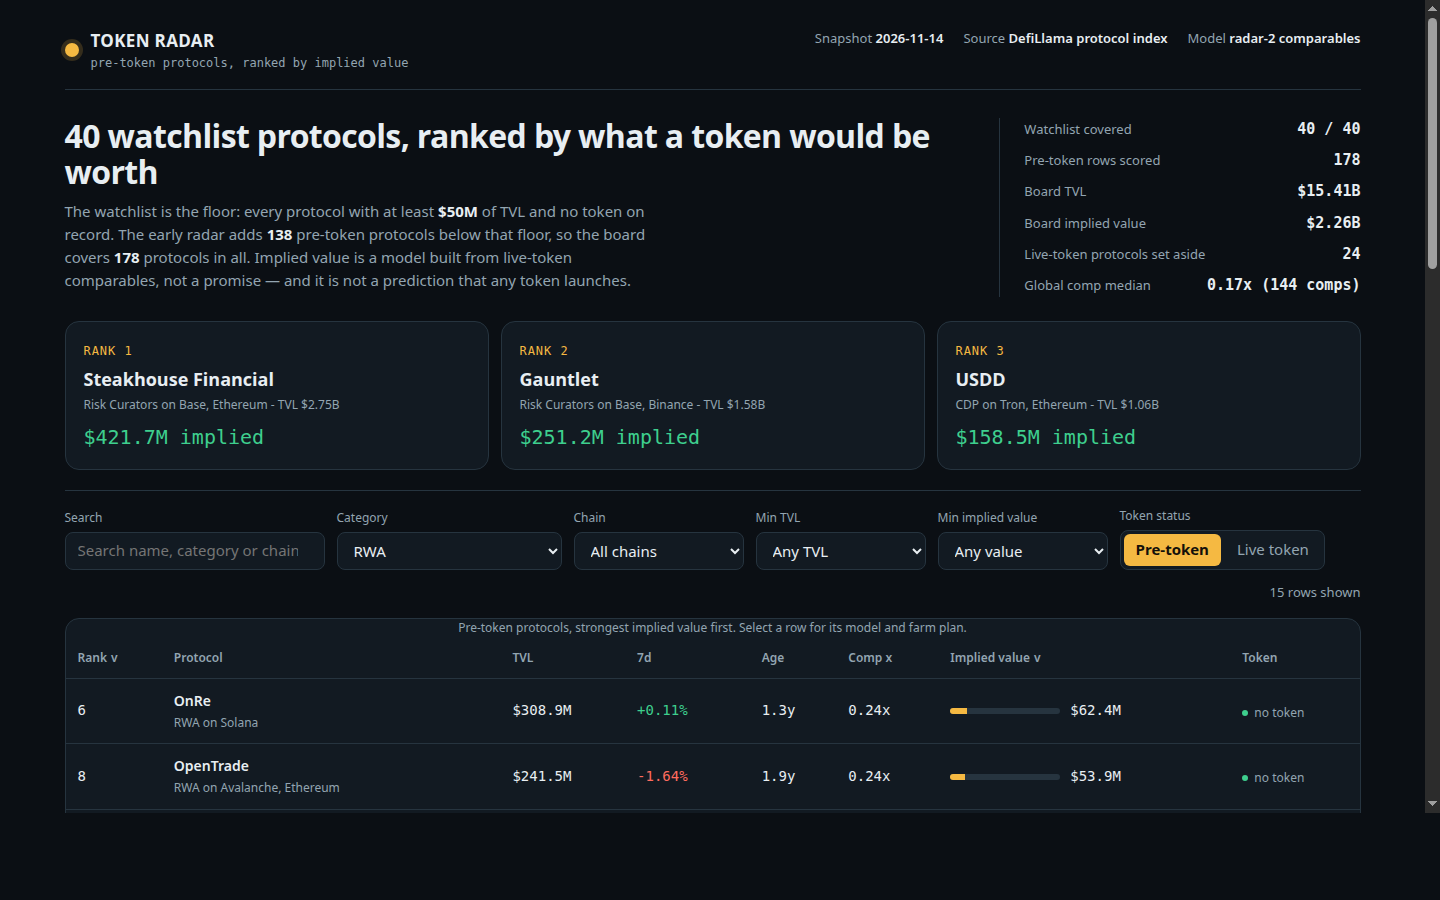 TOKEN RADAR
pre-token protocols, ranked by implied value
Snapshot 2026-11-14 Source DefiLlama protocol index Model radar-2 comparables
40 watchlist protocols, ranked by what a token would be
worth
The watchlist is the floor: every protocol with at least $50M of TVL and no token on
record. The early radar adds 138 pre-token protocols below that floor, so the board
covers 178 protocols in all. Implied value is a model built from live-token
comparables, not a promise — and it is not a prediction that any token launches.
Watchlist covered 40 / 40
Pre-token rows scored 178
Board TVL $15.41B
Board implied value $2.26B
Live-token protocols set aside 24
Global comp median 0.17x (144 comps)
RANK 1
Steakhouse Financial
Risk Curators on Base, Ethereum - TVL $2.75B
$421.7M implied
RANK 2
Gauntlet
Risk Curators on Base, Binance - TVL $1.58B
$251.2M implied
RANK 3
USDD
CDP on Tron, Ethereum - TVL $1.06B
$158.5M implied
Search Category Chain Min TVL Min implied value Token status
Search name, category or chain RWA All chains Any TVL Any value Pre-token Live token
15 rows shown
Pre-token protocols, strongest implied value first. Select a row for its model and farm plan.
Rank v Protocol TVL 7d Age Comp x Implied value v Token
6 OnRe $308.9M +0.11% 1.3y 0.24x $62.4M no token
RWA on Solana
8 OpenTrade $241.5M -1.64% 1.9y 0.24x $53.9M no token
RWA on Avalanche, Ethereum